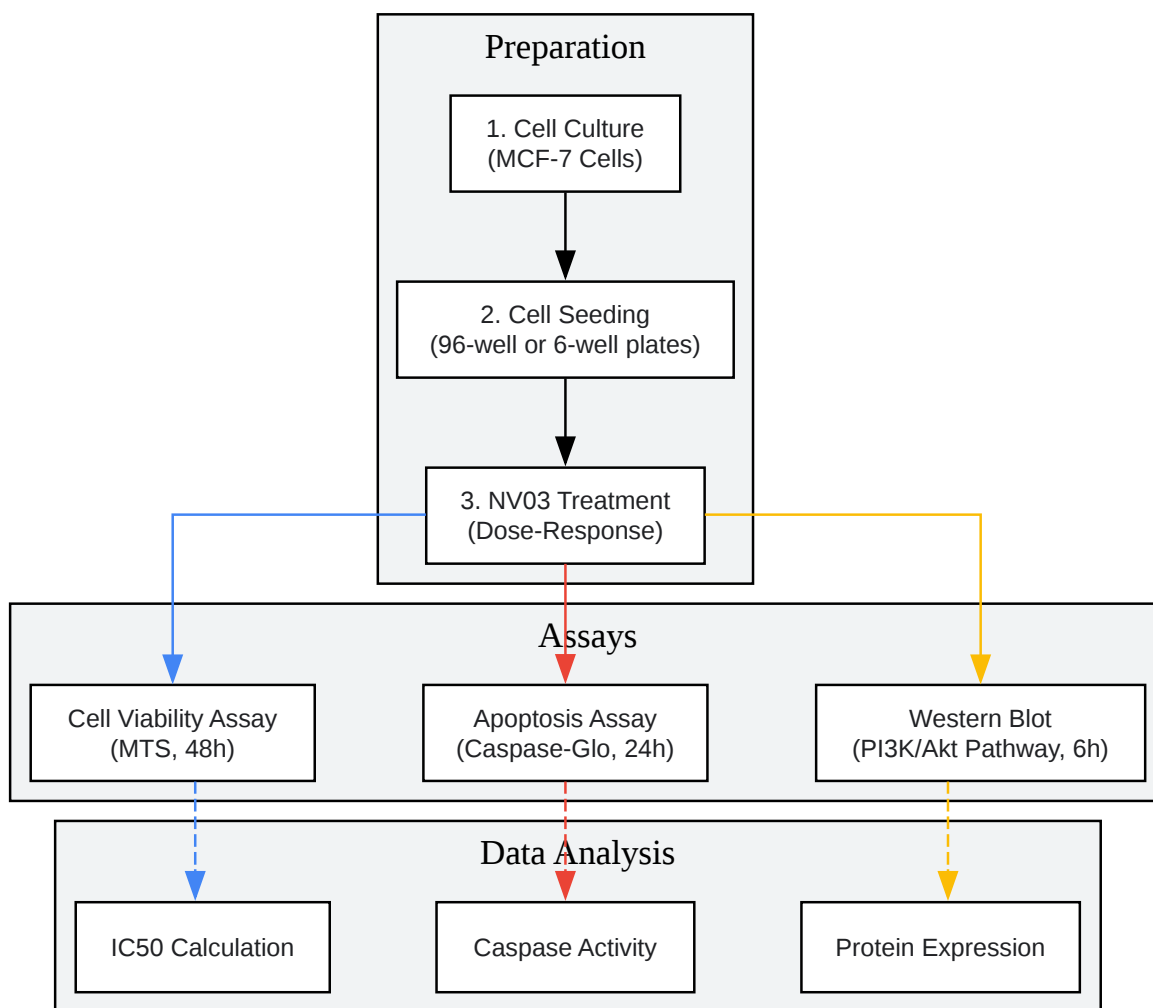 Preparation
1. Cell Culture
(MCF-7 Cells)
2. Cell Seeding
(96-well or 6-well plates)
3. NV03 Treatment
(Dose-Response)
Assays
Cell Viability Assay
(MTS, 48h)
Apoptosis Assay
(Caspase-Glo, 24h)
Western Blot
(PI3K/Akt Pathway, 6h)
Data Analysis
IC50 Calculation
Caspase Activity
Protein Expression